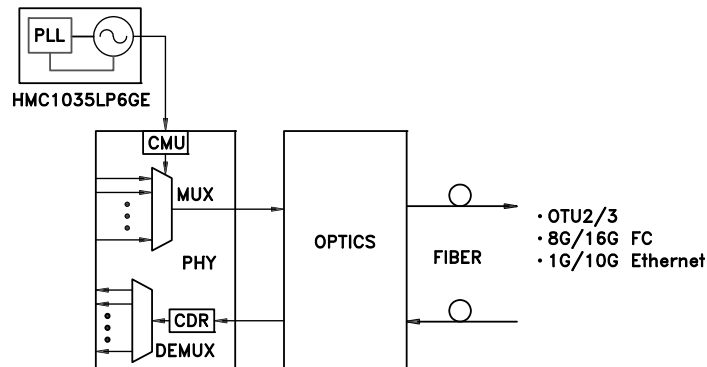 PLL
HMC1035LP6GE
CMU
MUX
PHY
CDR
DEMUX
OPTICS
FIBER
• OTU2/3
• 8G/16G FC
• 1G/10G Ethernet